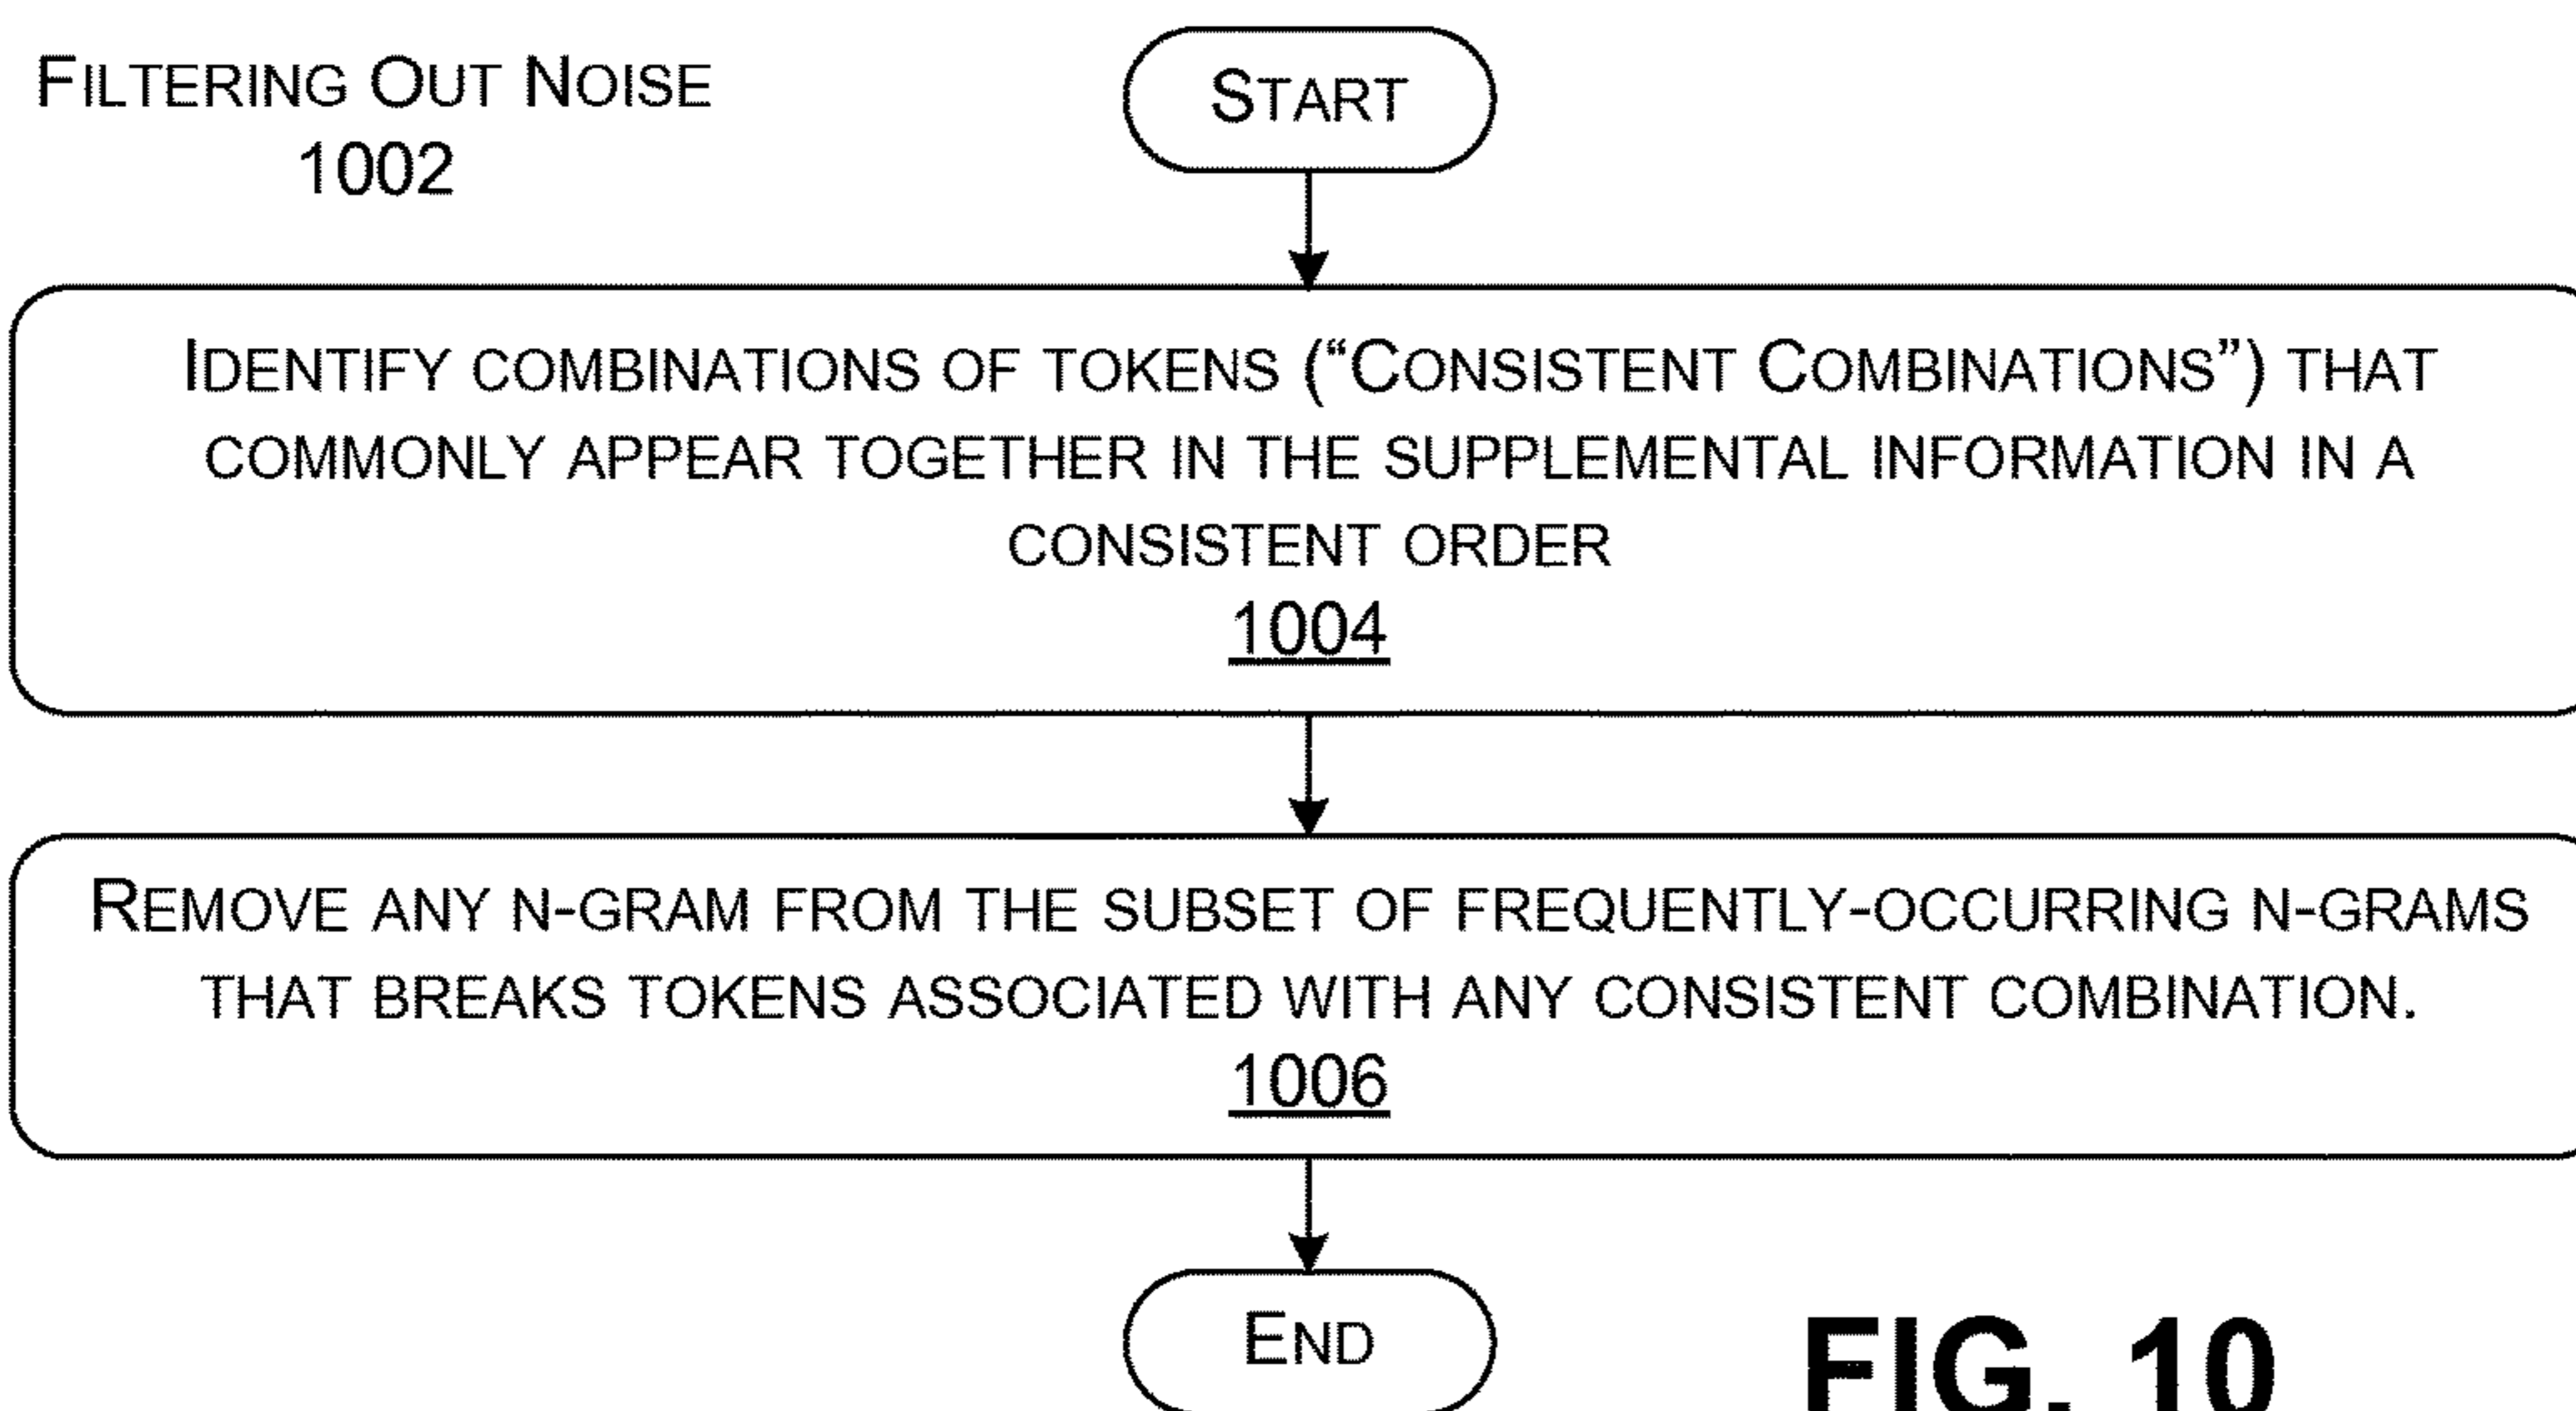 FILTERING OUT NOISE
1002
START
IDENTIFY COMBINATIONS OF TOKENS (“CONSISTENT COMBINATIONS”) THAT
COMMONLY APPEAR TOGETHER IN THE SUPPLEMENTAL INFORMATION IN A
CONSISTENT ORDER
1004
REMOVE ANY N-GRAM FROM THE SUBSET OF FREQUENTLY-OCCURRING N-GRAMS
THAT BREAKS TOKENS ASSOCIATED WITH ANY CONSISTENT COMBINATION.
1006
END
FIG. 10